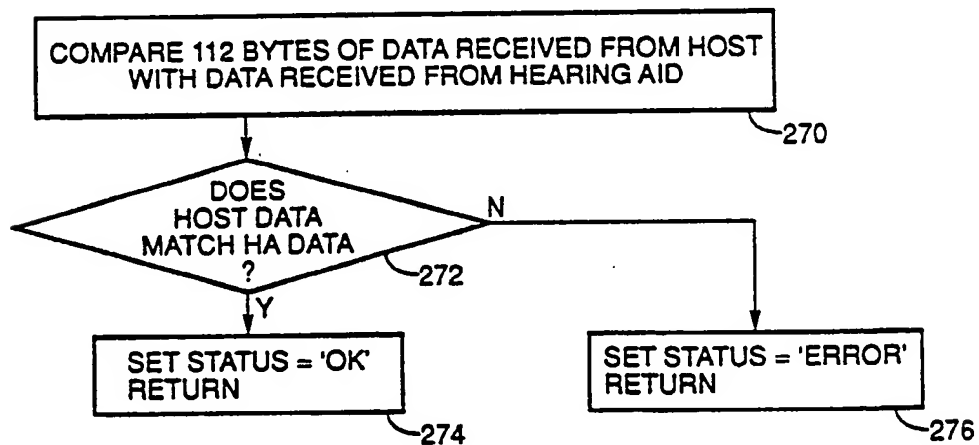 COMPARE 112 BYTES OF DATA RECEIVED FROM HOST
WITH DATA RECEIVED FROM HEARING AID
270
DOES
HOST DATA
MATCH HA DATA
?
N
272
Y
SET STATUS = 'OK'
RETURN
274
SET STATUS = 'ERROR'
RETURN
276